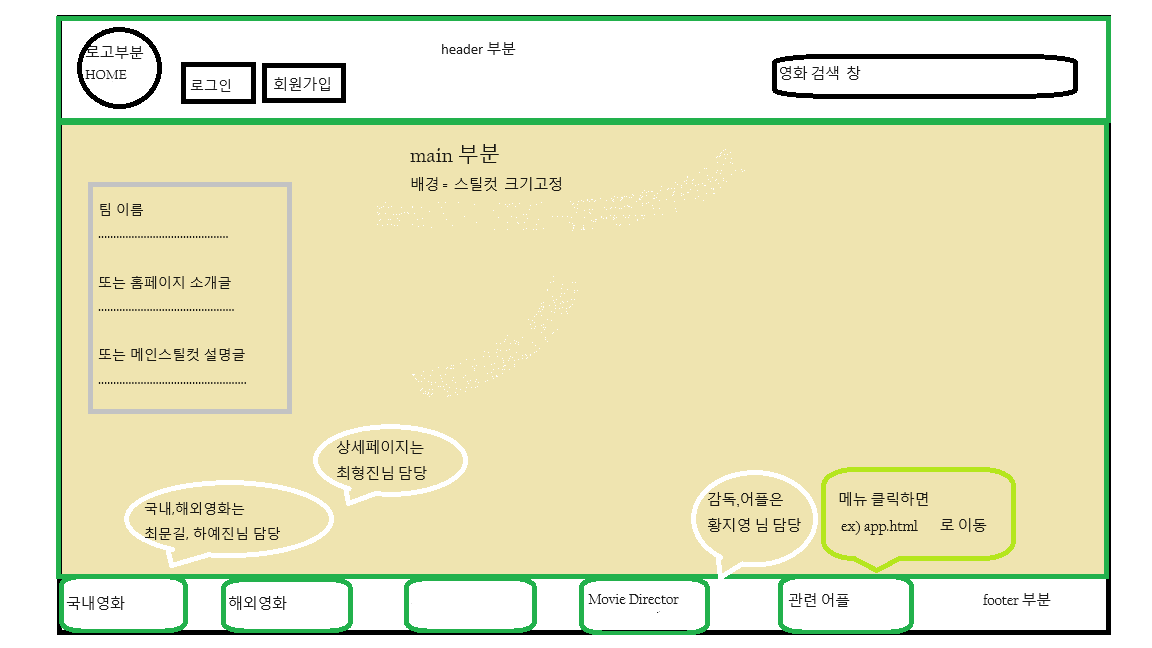 로고부분
HOME
로그인
회원가입
header 부분
영화 검색 창
main 부분
배경 = 스틸컷 크기고정
팀 이름
또는 홈페이지 소개글
또는 메인스틸컷 설명글
상세페이지는
최형진님 담당
국내,해외영화는
최문길, 하예진님 담당
감독,어플은
황지영 님 담당
메뉴 클릭하면
ex) app.html 로 이동
국내영화
해외영화
Movie Director
관련 어플
footer 부분